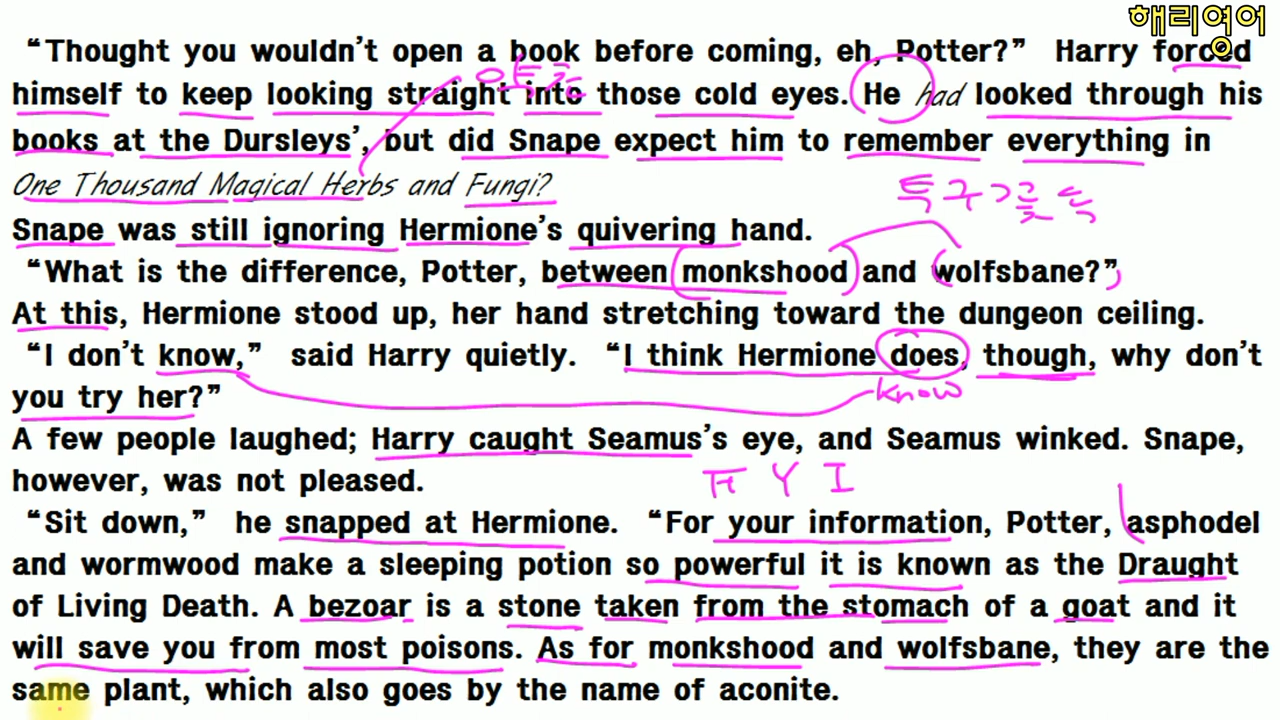 해리영어
“Thought you wouldn’t open a book before coming, eh, Potter?” Harry forced
himself to keep looking straight into those cold eyes. He had looked through his
books at the Dursleys’, but did Snape expect him to remember everything in
One Thousand Magical Herbs and Fungi?
투구꽃 속
Snape was still ignoring Hermione’s quivering hand.
“What is the difference, Potter, between monkshood and wolfsbane?”
At this, Hermione stood up, her hand stretching toward the dungeon ceiling.
“I don’t know,” said Harry quietly. “I think Hermione does, though, why don’t
you try her?”
know
A few people laughed; Harry caught Seamus’s eye, and Seamus winked. Snape,
however, was not pleased.
F Y I
“Sit down,” he snapped at Hermione. “For your information, Potter, asphodel
and wormwood make a sleeping potion so powerful it is known as the Draught
of Living Death. A bezoar is a stone taken from the stomach of a goat and it
will save you from most poisons. As for monkshood and wolfsbane, they are the
same plant, which also goes by the name of aconite.